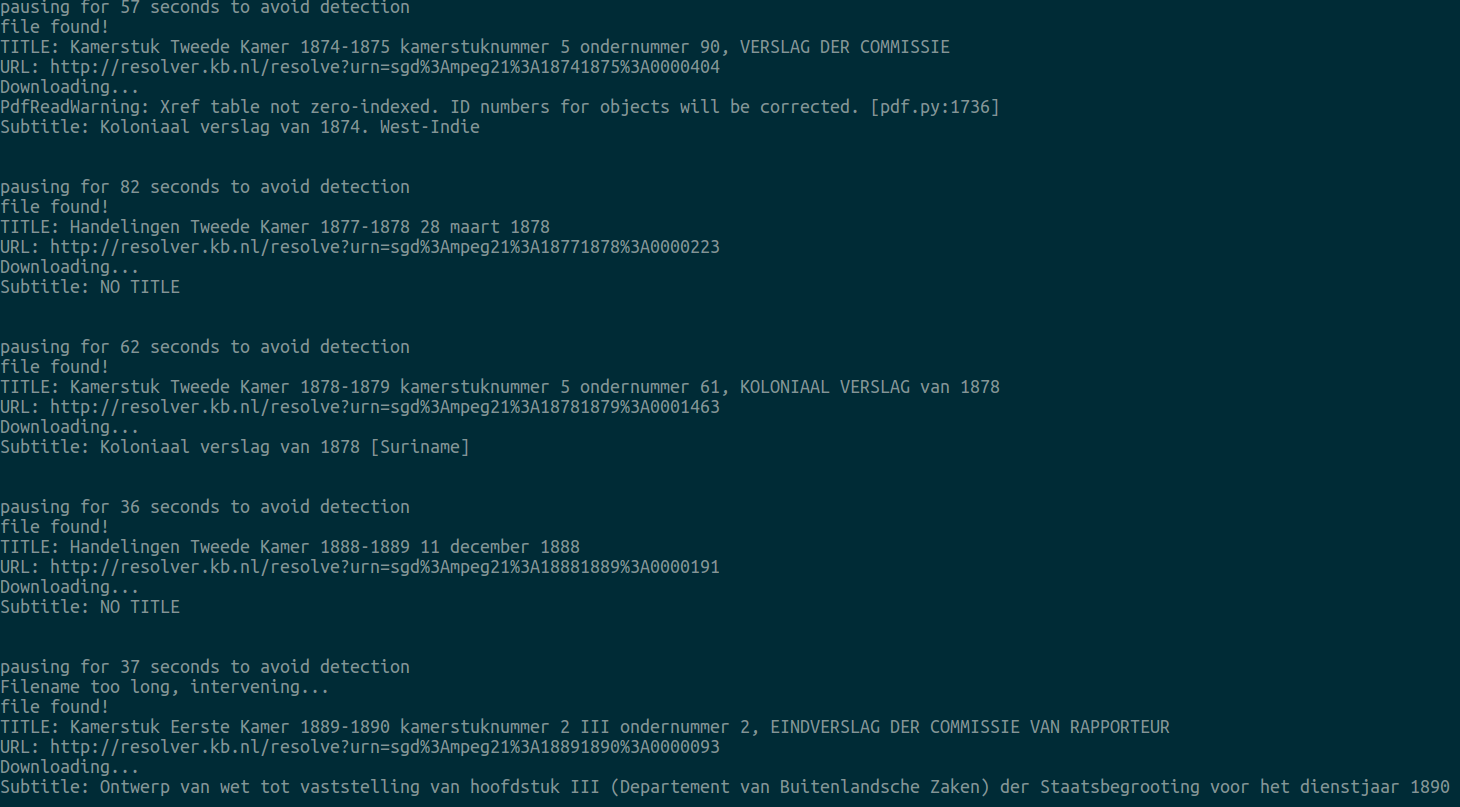 pausing for 57 seconds to avoid detection
file found!
TITLE: Kamerstuk Tweede Kamer 1874-1875 kamerstuknummer 5 ondernummer 90, VERSLAG DER COMMISSIE
URL: http://resolver.kb.nl/resolve?urn=sgd%3Ampeg21%3A18741875%3A0000404
Downloading...
PdfReadWarning: Xref table not zero-indexed. ID numbers for objects will be corrected. [pdf.py:1736]
Subtitle: Koloniaal verslag van 1874. West-Indie
pausing for 82 seconds to avoid detection
file found!
TITLE: Handelingen Tweede Kamer 1877-1878 28 maart 1878
URL: http://resolver.kb.nl/resolve?urn=sgd%3Ampeg21%3A18771878%3A0000223
Downloading...
Subtitle: NO TITLE
pausing for 62 seconds to avoid detection
file found!
TITLE: Kamerstuk Tweede Kamer 1878-1879 kamerstuknummer 5 ondernummer 61, KOLONIAAL VERSLAG van 1878
URL: http://resolver.kb.nl/resolve?urn=sgd%3Ampeg21%3A18781879%3A0001463
Downloading...
Subtitle: Koloniaal verslag van 1878 [Suriname]
pausing for 36 seconds to avoid detection
file found!
TITLE: Handelingen Tweede Kamer 1888-1889 11 december 1888
URL: http://resolver.kb.nl/resolve?urn=sgd%3Ampeg21%3A18881889%3A0000191
Downloading...
Subtitle: NO TITLE
pausing for 37 seconds to avoid detection
Filename too long, intervening...
file found!
TITLE: Kamerstuk Eerste Kamer 1889-1890 kamerstuknummer 2 III ondernummer 2, EINDVERSLAG DER COMMISSIE VAN RAPPORTEUR
URL: http://resolver.kb.nl/resolve?urn=sgd%3Ampeg21%3A18891890%3A0000093
Downloading...
Subtitle: Ontwerp van wet tot vaststelling van hoofdstuk III (Departement van Buitenlandsche Zaken) der Staatsbegrooting voor het dienstjaar 1890